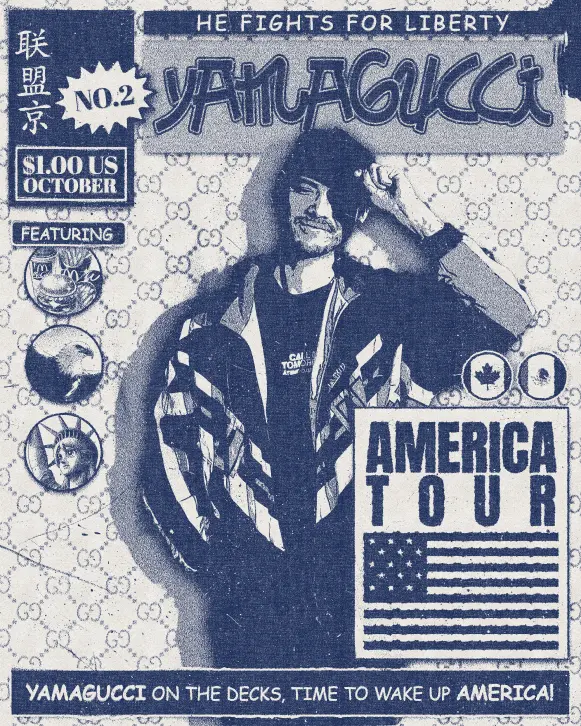 HE FIGHTS FOR LIBERTY
联
盟
京
NO.2
YAMAGUCCI
$1.00 US
OCTOBER
FEATURING
AMERICA
TOUR
YAMAGUCCI ON THE DECKS, TIME TO WAKE UP AMERICA!